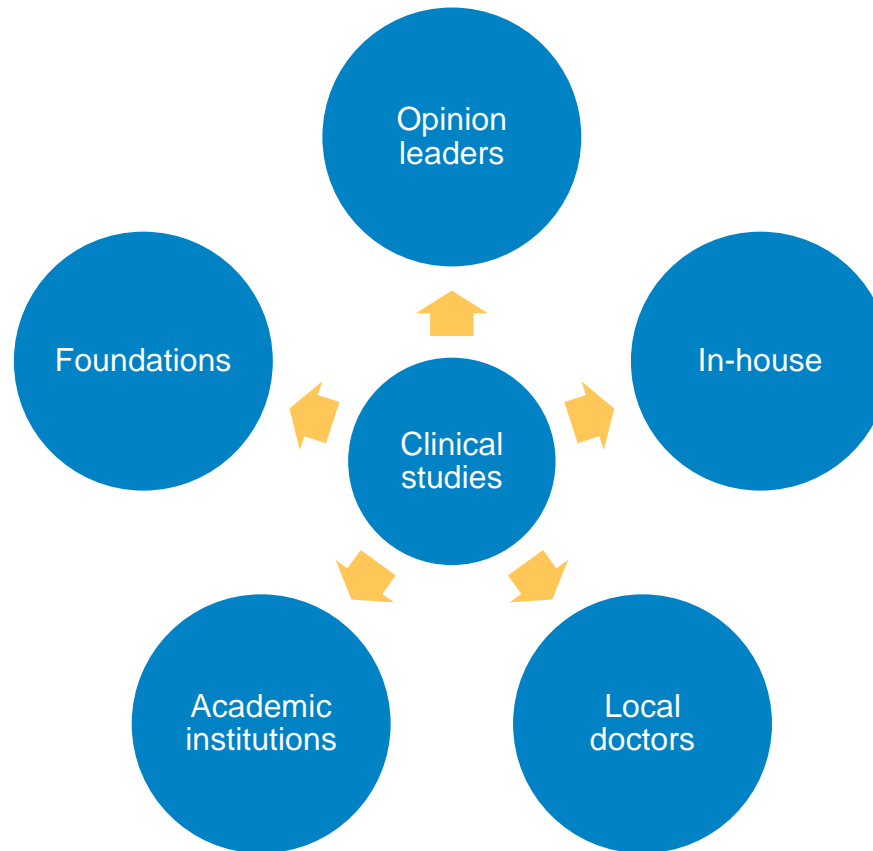 Opinion
leaders
Foundations
In-house
Clinical
studies
Academic
institutions
Local
doctors